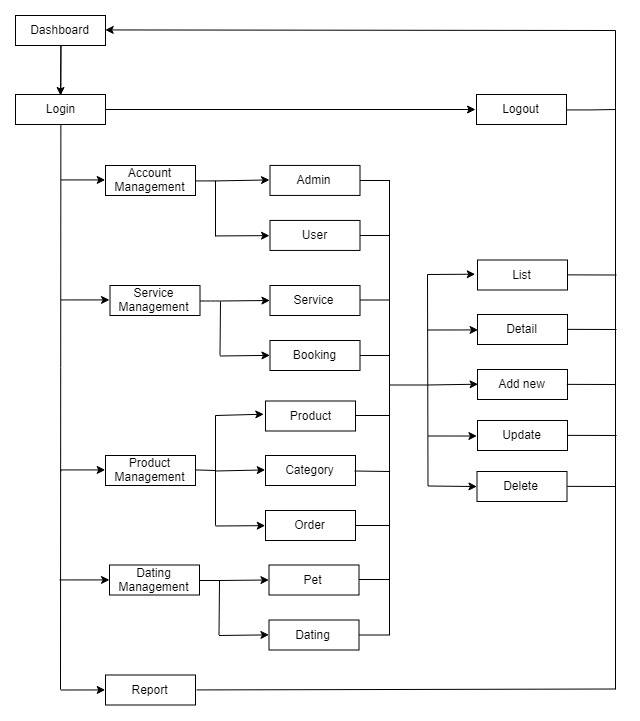 Dashboard
Login
Logout
Account
Management
Admin
User
Service
Management
Service
Booking
List
Detail
Add new
Update
Delete
Product
Management
Product
Category
Order
Dating
Management
Pet
Dating
Report